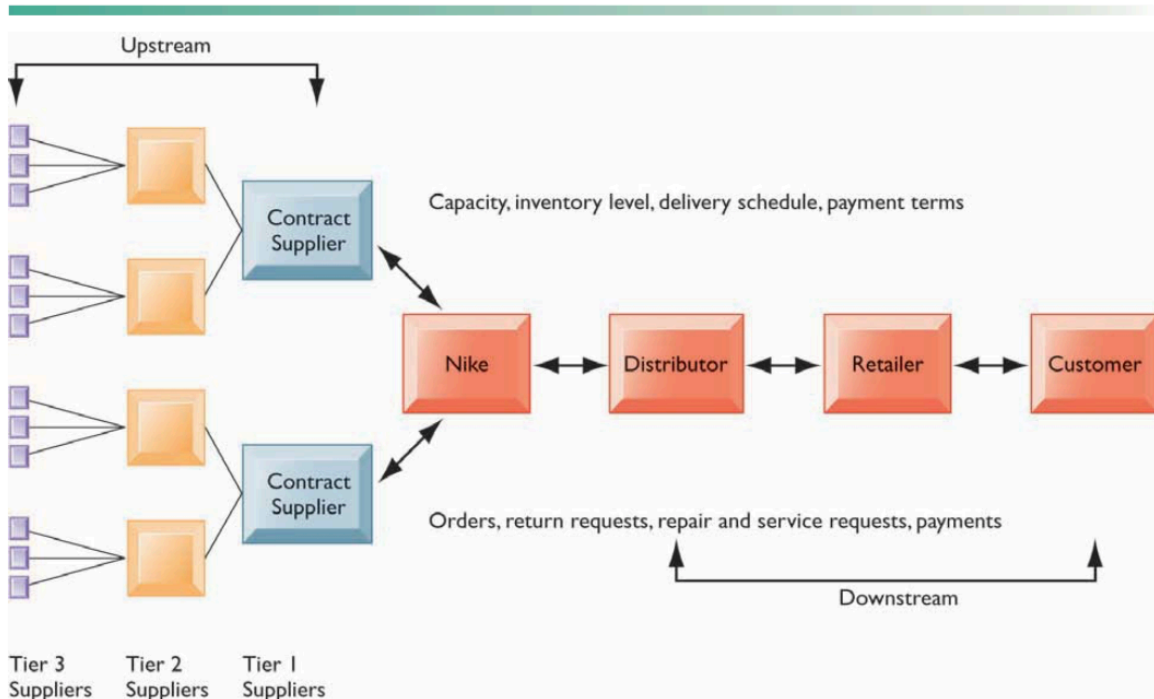 Upstream
Contract
Supplier
Capacity, inventory level, delivery schedule, payment terms
Nike
Distributor
Retailer
Customer
Contract
Supplier
Orders, return requests, repair and service requests, payments
Downstream
Tier 3
Suppliers
Tier 2
Suppliers
Tier 1
Suppliers